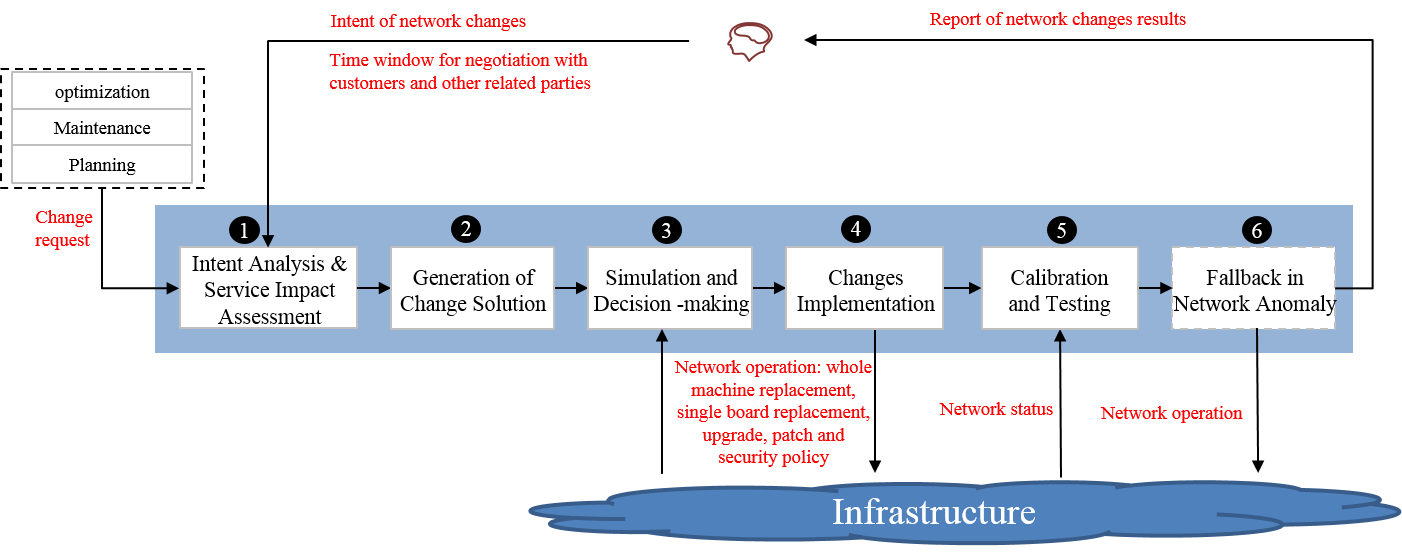 Intent of network changes
Report of network changes results
Time window for negotiation with
customers and other related parties
optimization
Maintenance
Planning
Change
request
1
2
3
4
5
6
Intent Analysis &
Service Impact
Assessment
Generation of
Change Solution
Simulation and
Decision -making
Changes
Implementation
Calibration
and Testing
Fallback in
Network Anomaly
Network operation: whole
machine replacement,
single board replacement,
upgrade, patch and
security policy
Network status
Network operation
Infrastructure